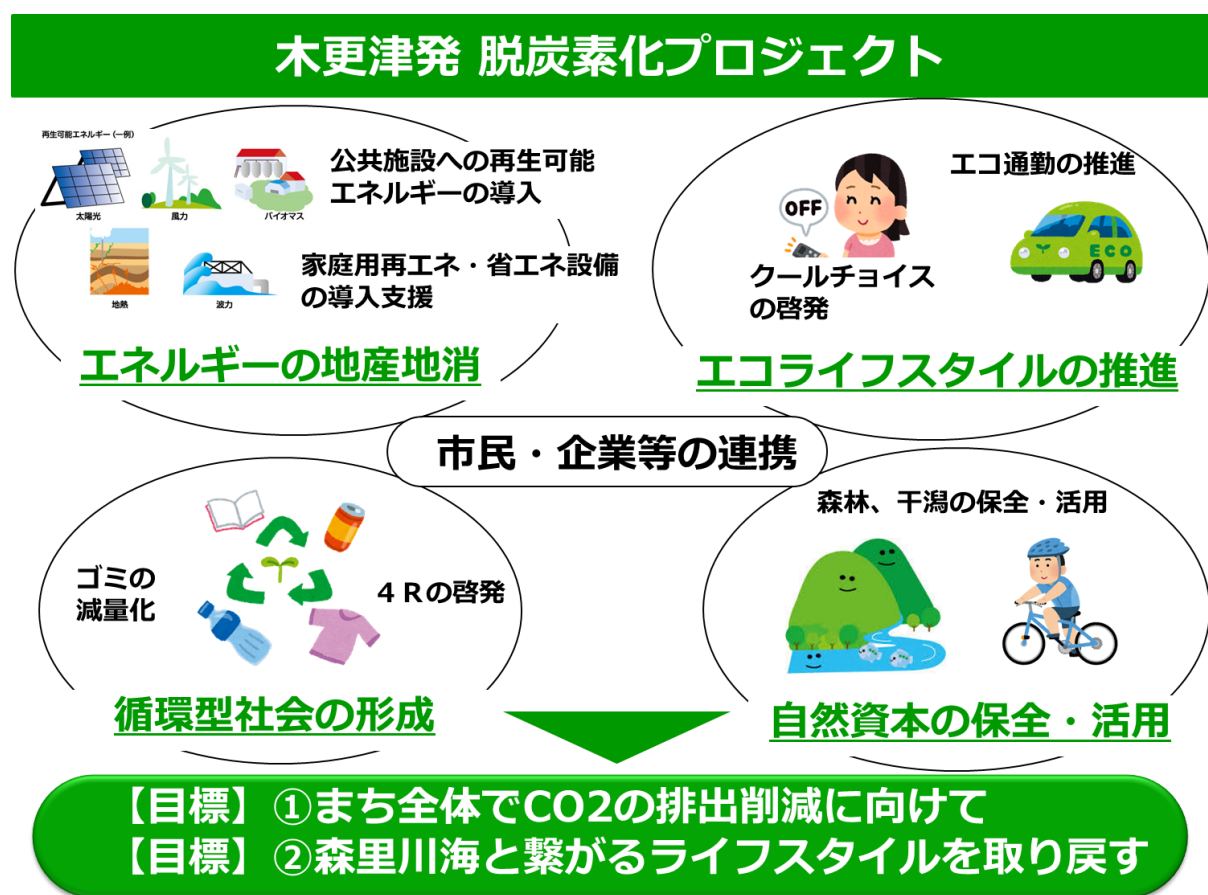 木更津発 脱炭素化プロジェクト
再生可能エネルギー(一例)
太陽光
風力
バイオマス
地熱
波力
公共施設への再生可能
エネルギーの導入
家庭用再エネ・省エネ設備
の導入支援
エネルギーの地産地消
エコ通勤の推進
OFF
ECO
クールチョイス
の啓発
エコライフスタイルの推進
市民・企業等の連携
ゴミの
減量化
4Rの啓発
循環型社会の形成
森林、干潟の保全・活用
自然資本の保全・活用
【目標】①まち全体でCO2の排出削減に向けて
【目標】②森里川海と繋がるライフスタイルを取り戻す